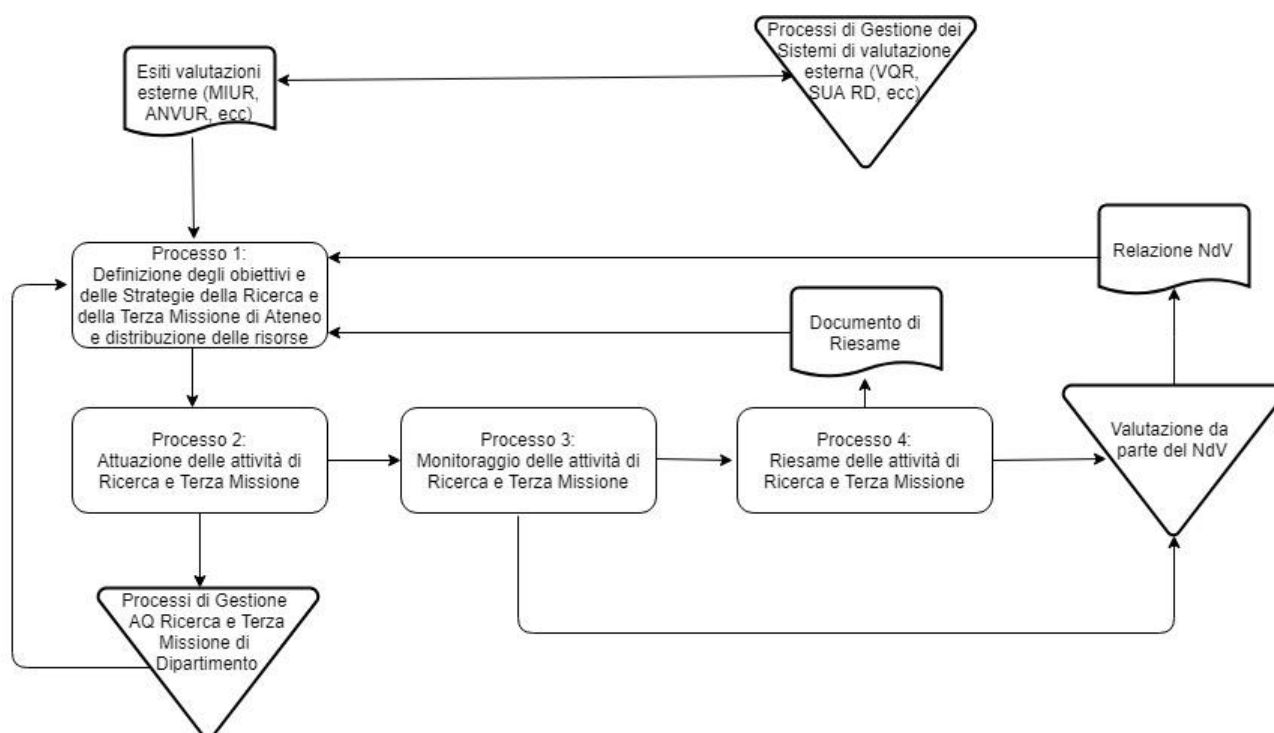 Processi di Gestione dei
Sistemi di valutazione
esterna (VQR,
SUA RD, ecc)
Esiti valutazioni
esterne (MIUR,
ANVUR, ecc)
Relazione NdV
Processo 1:
Definizione degli obiettivi e
delle Strategie della Ricerca e
della Terza Missione di Ateneo
e distribuzione delle risorse
Documento di
Riesame
Processo 2:
Attuazione delle attività di
Ricerca e Terza Missione
Processo 3:
Monitoraggio delle attività di
Ricerca e Terza Missione
Processo 4:
Riesame delle attività di
Ricerca e Terza Missione
Valutazione da
parte del NdV
Processi di Gestione
AQ Ricerca e Terza
Missione di
Dipartimento